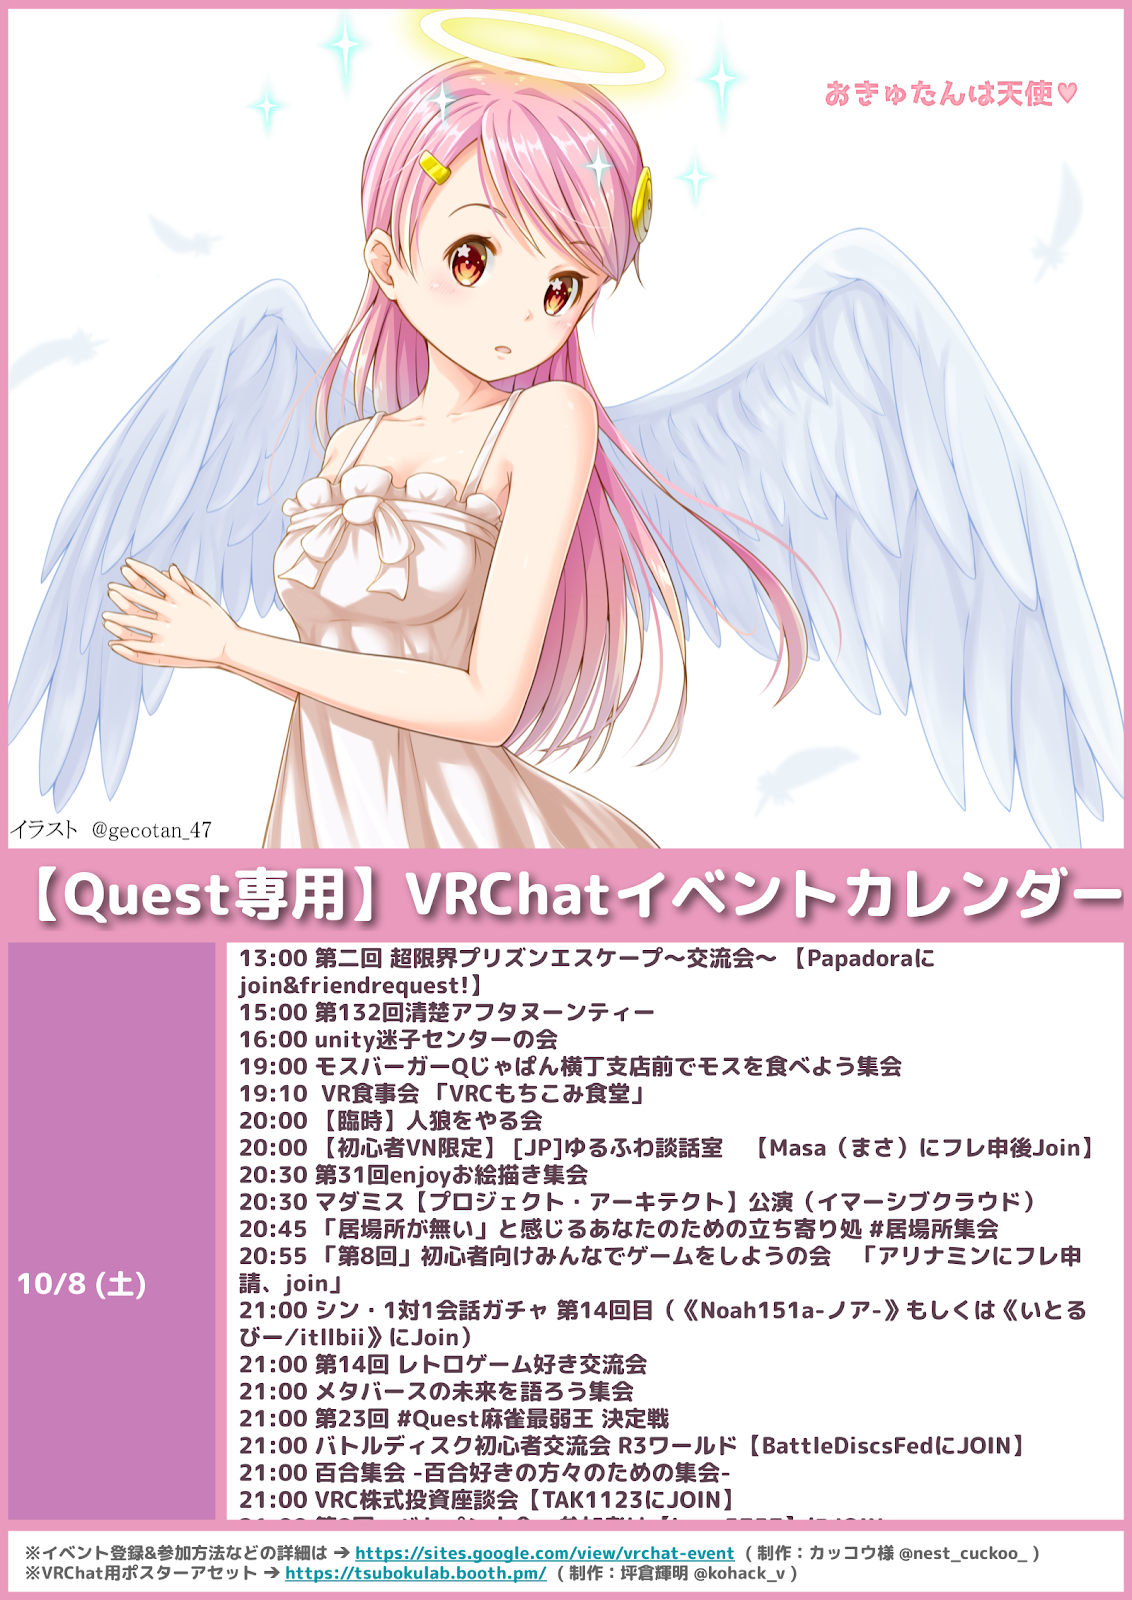 おきゅたんは天使♥
イラスト @gecotan_47
【Quest専用】VRChatイベントカレンダー
10/8 (土)
13:00 第二回 超限界プリズンエスケープ～交流会～ 【Papadoraに
join&friendrequest!】
15:00 第132回清楚アフタヌーンティー
16:00 unity迷子センターの会
19:00 モスバーガーQじゃぱん横丁支店前でモスを食べよう集会
19:10 VR食事会 「VRCもちこみ食堂」
20:00 【臨時】人狼をやる会
20:00 【初心者VN限定】 [JP]ゆるふわ談話室　【Masa（まさ）にフレ申後Join】
20:30 第31回enjoyお絵描き集会
20:30 マダミス【プロジェクト・アーキテクト】公演（イマーシブクラウド）
20:45 「居場所が無い」と感じるあなたのための立ち寄り処 #居場所集会
20:55 「第8回」初心者向けみんなでゲームをしようの会　「アリナミンにフレ申
請、join」
21:00 シン・1対1会話ガチャ 第14回目（《Noah151a-ノア-》もしくは《いとる
びー/itllbii》にJoin）
21:00 第14回 レトロゲーム好き交流会
21:00 メタバースの未来を語ろう集会
21:00 第23回 #Quest麻雀最弱王 決定戦
21:00 バトルディスク初心者交流会 R3ワールド【BattleDiscsFedにJOIN】
21:00 百合集会 -百合好きの方々のための集会-
21:00 VRC株式投資座談会【TAK1123にJOIN】
※イベント登録&参加方法などの詳細は → https://sites.google.com/view/vrchat-event ( 制作：カッコウ様 @nest_cuckoo_ )
※VRChat用ポスターアセット → https://tsubokulab.booth.pm/ ( 制作：坪倉輝明 @kohack_v )